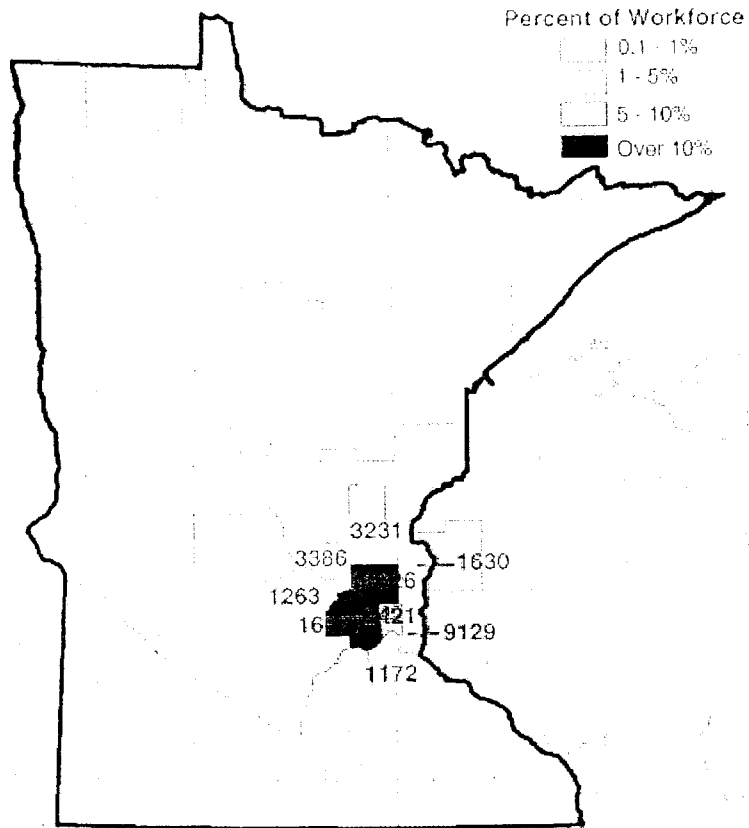 Percent of Workforce
0.1 - 1%
1 - 5%
5 - 10%
Over 10%
3231
3386
1630
1263
9129
1172